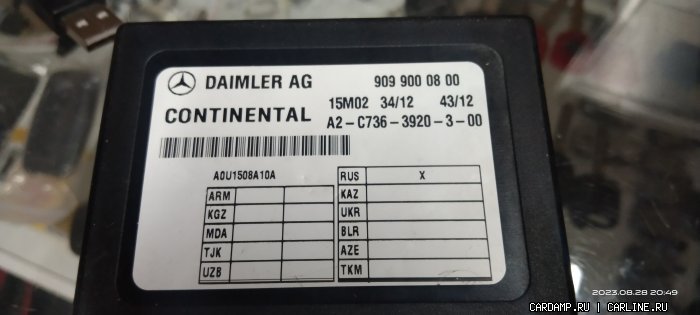 DAIMLER AG 909 900 08 00
15M02 34/12 43/12
CONTINENTAL A2-C736-3920-3-00
A0U1508A10A RUS X
ARM KAZ
KGZ UKR
MDA BLR
TJK AZE
UZB TKM
2023.08.28 20:49
CARDAMP.RU | CARLINE.RU